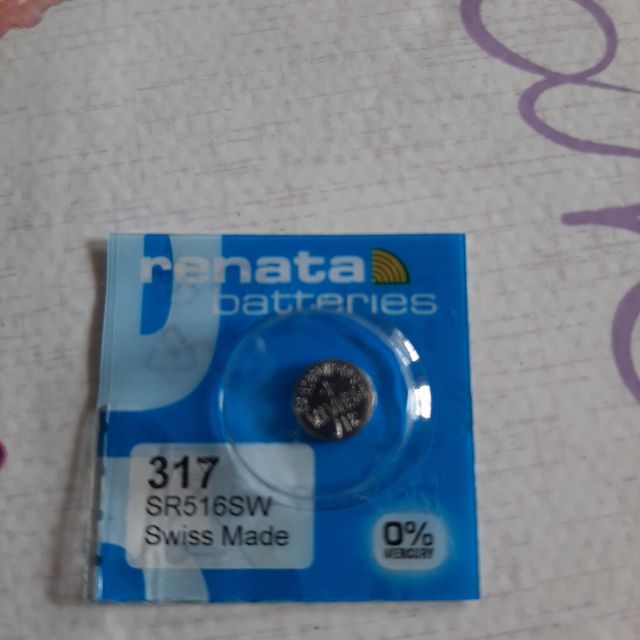 renata
batteries
317
SR516SW
Swiss Made
0%
MERCURY